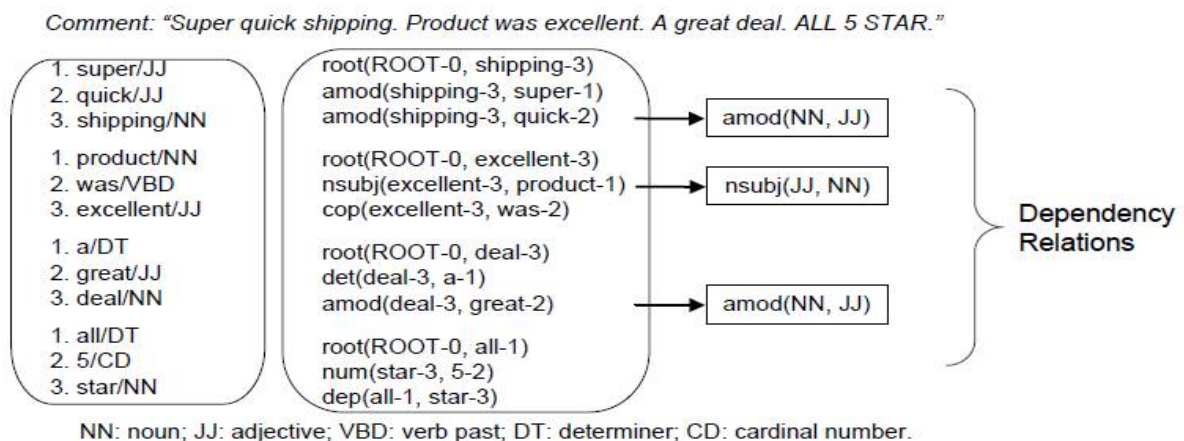 Comment: “Super quick shipping. Product was excellent. A great deal. ALL 5 STAR.”
1. super/JJ
2. quick/JJ
3. shipping/NN
1. product/NN
2. was/VBD
3. excellent/JJ
1. a/DT
2. great/JJ
3. deal/NN
1. all/DT
2. 5/CD
3. star/NN
root(ROOT-0, shipping-3)
amod(shipping-3, super-1)
amod(shipping-3, quick-2)
root(ROOT-0, excellent-3)
nsubj(excellent-3, product-1)
cop(excellent-3, was-2)
root(ROOT-0, deal-3)
det(deal-3, a-1)
amod(deal-3, great-2)
root(ROOT-0, all-1)
num(star-3, 5-2)
dep(all-1, star-3)
amod(NN, JJ)
nsubj(JJ, NN)
amod(NN, JJ)
Dependency
Relations
NN: noun; JJ: adjective; VBD: verb past; DT: determiner; CD: cardinal number.